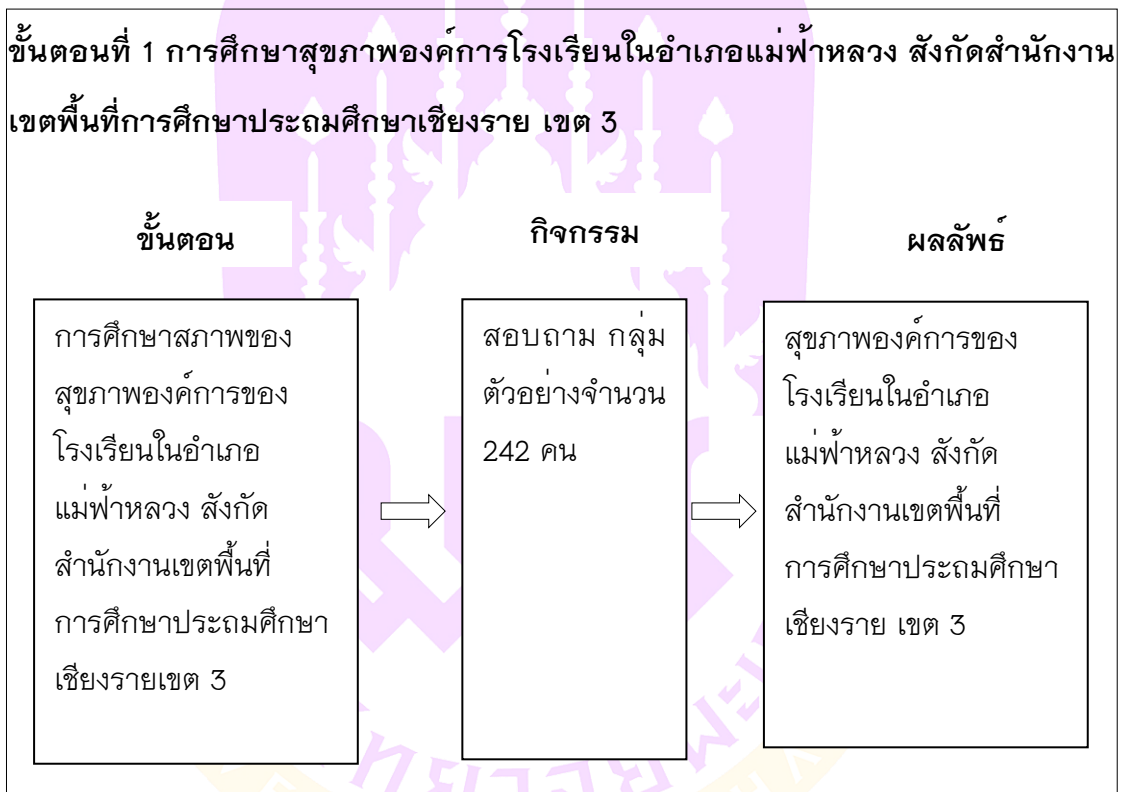 ขั้นตอนที่ 1 การศึกษาสุขภาพองค์การโรงเรียนในอำเภอแม่ฟ้าหลวง สังกัดสำนักงาน
เขตพื้นที่การศึกษาประถมศึกษาเชียงราย เขต 3
ขั้นตอน
กิจกรรม
ผลลัพธ์
การศึกษาสภาพของ
สุขภาพองค์การของ
โรงเรียนในอำเภอ
แม่ฟ้าหลวง สังกัด
สำนักงานเขตพื้นที่
การศึกษาประถมศึกษา
เชียงรายเขต 3
สอบถาม กลุ่ม
ตัวอย่างจำนวน
242 คน
สุขภาพองค์การของ
โรงเรียนในอำเภอ
แม่ฟ้าหลวง สังกัด
สำนักงานเขตพื้นที่
การศึกษาประถมศึกษา
เชียงราย เขต 3